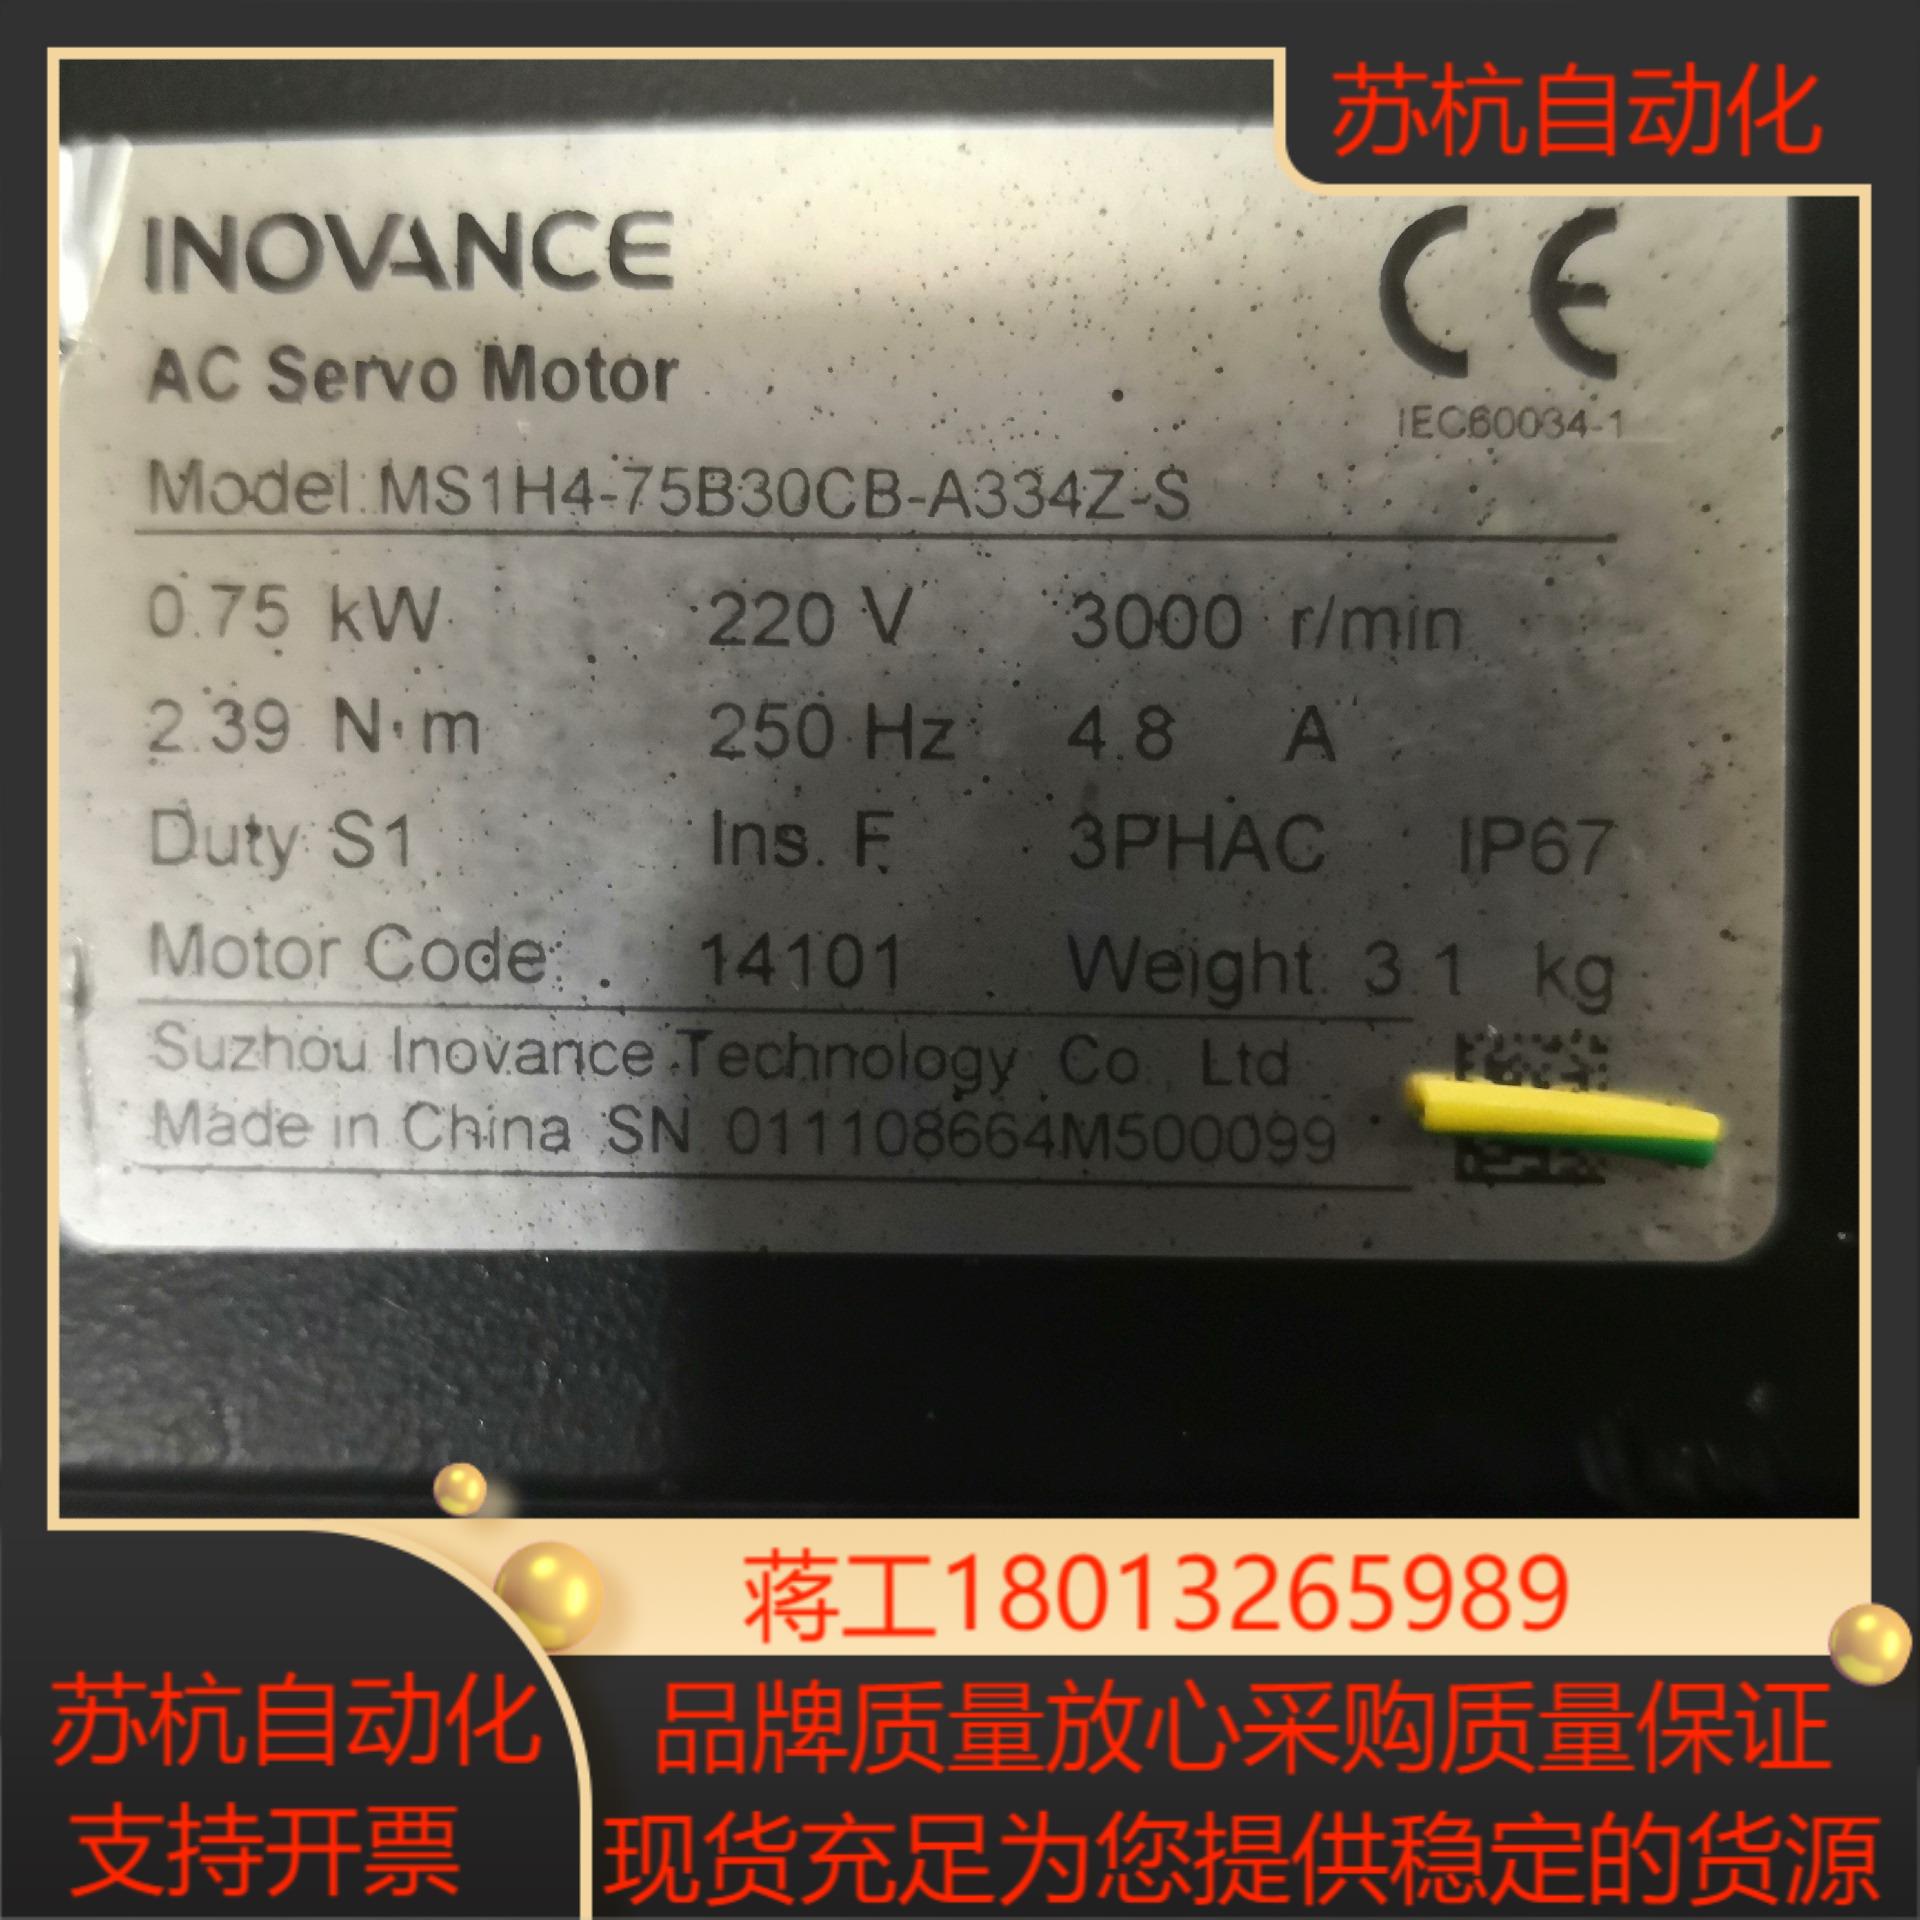 苏杭自动化
INOVANCE
CE
AC Servo Motor
IEC60034-1
Model:MS1H4-75B30CB-A334Z-S
0.75 kW 220 V 3000 r/min
2.39 N·m 250 Hz 4.8 A
Duty S1 Ins. F 3PHAC IP67
Motor Code: 14101 Weight: 3.1 kg
Suzhou Inovance Technology Co., Ltd
Made in China SN 011108664M500099
蒋工18013265989
苏杭自动化
支持开票
品牌质量放心采购质量保证
现货充足为您提供稳定的货源